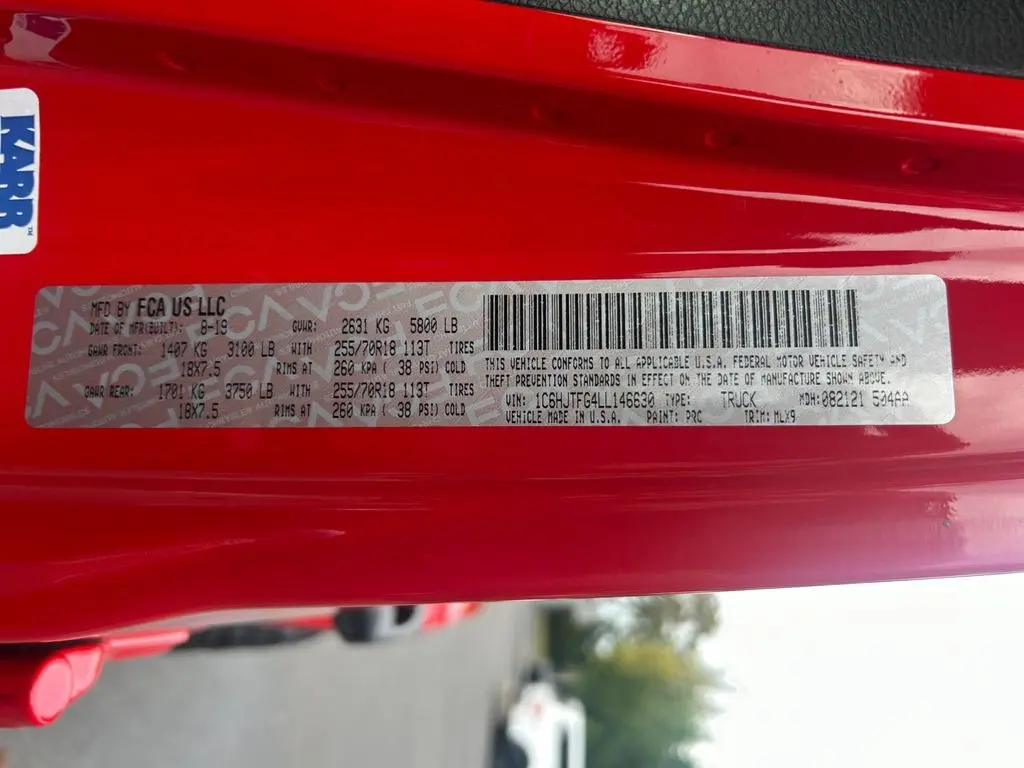 KARR™
MFD BY FCA US LLC
DATE OF MFR(BUILT): 8-19 GVWR: 2631 KG 5800 LB
GAWR FRONT: 1407 KG 3100 LB WITH 255/70R18 113T TIRES
18X7.5 RIMS AT 260 KPA ( 38 PSI) COLD
GAWR REAR: 1701 KG 3750 LB WITH 255/70R18 113T TIRES
18X7.5 RIMS AT 260 KPA ( 38 PSI) COLD
THIS VEHICLE CONFORMS TO ALL APPLICABLE U.S.A. FEDERAL MOTOR VEHICLE SAFETY AND
THEFT PREVENTION STANDARDS IN EFFECT ON THE DATE OF MANUFACTURE SHOWN ABOVE.
VIN: 1C6HJTFG4LL146630 TYPE: TRUCK MDH: 082121 504AA
VEHICLE MADE IN U.S.A. PAINT: PRC TRIM: MLX9